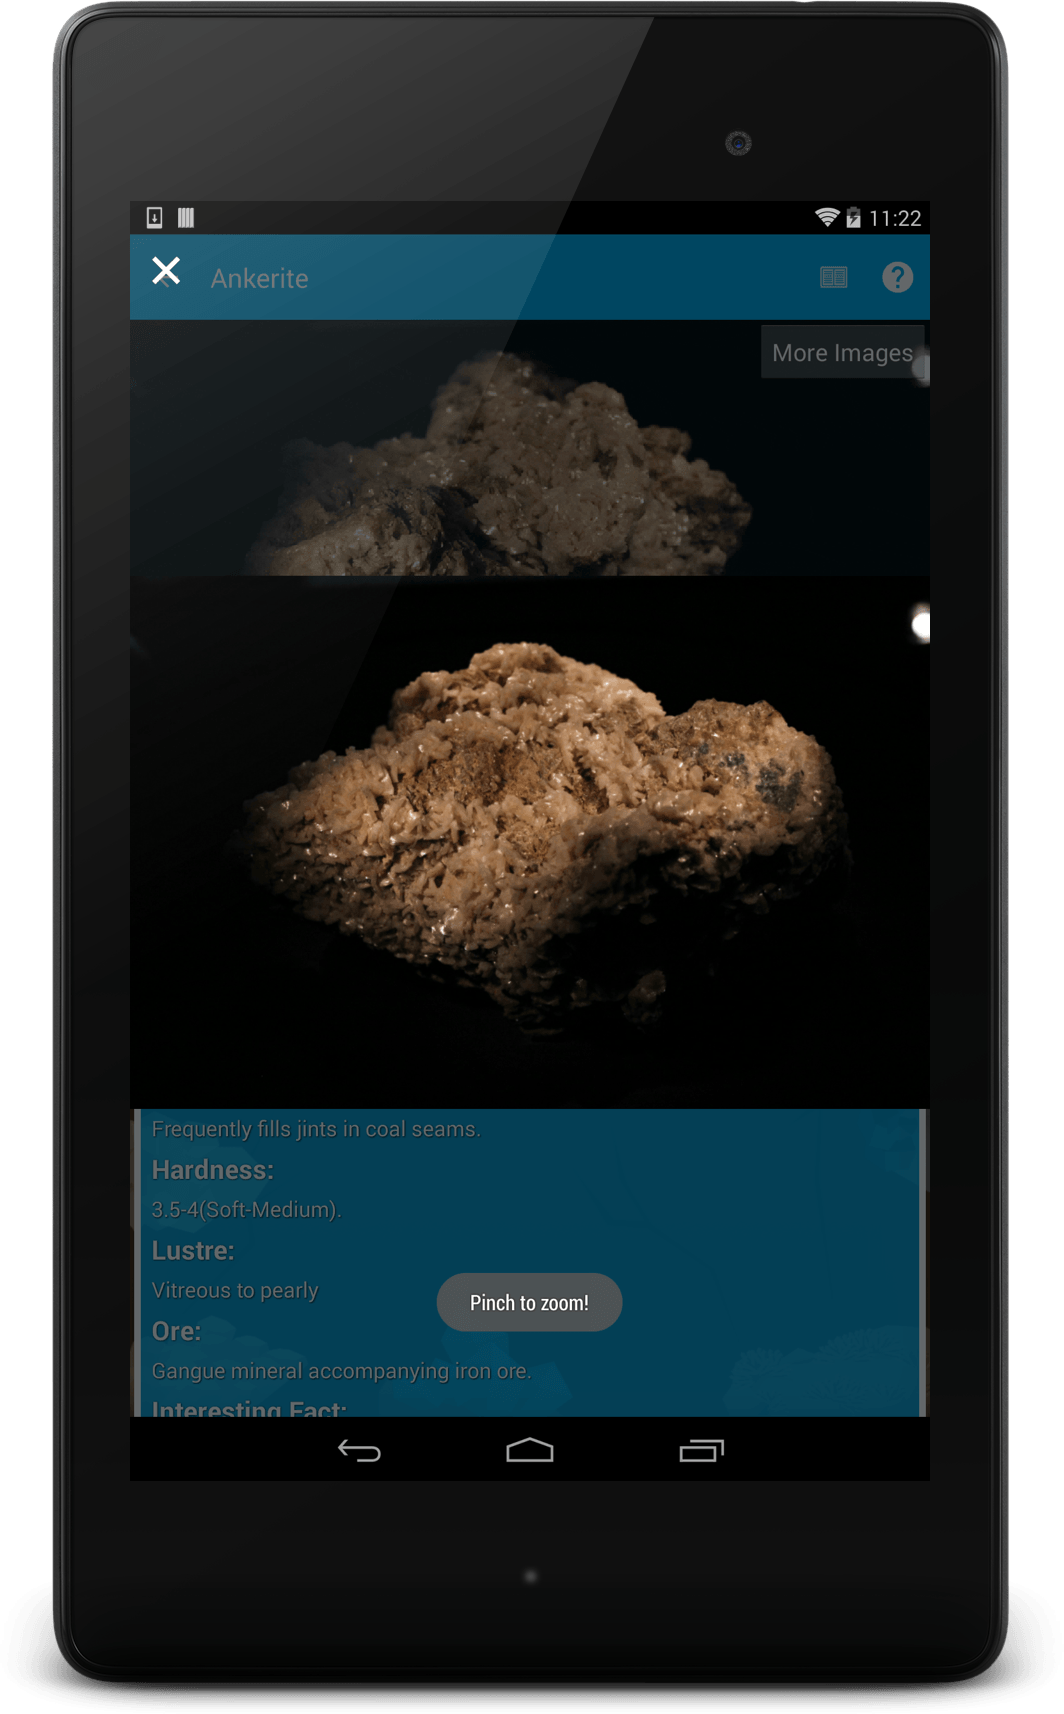 11:22
Ankerite
More Images
Frequently fills jints in coal seams.
Hardness:
3.5-4(Soft-Medium).
Lustre:
Vitreous to pearly
Pinch to zoom!
Ore:
Gangue mineral accompanying iron ore.
Interesting Fact: